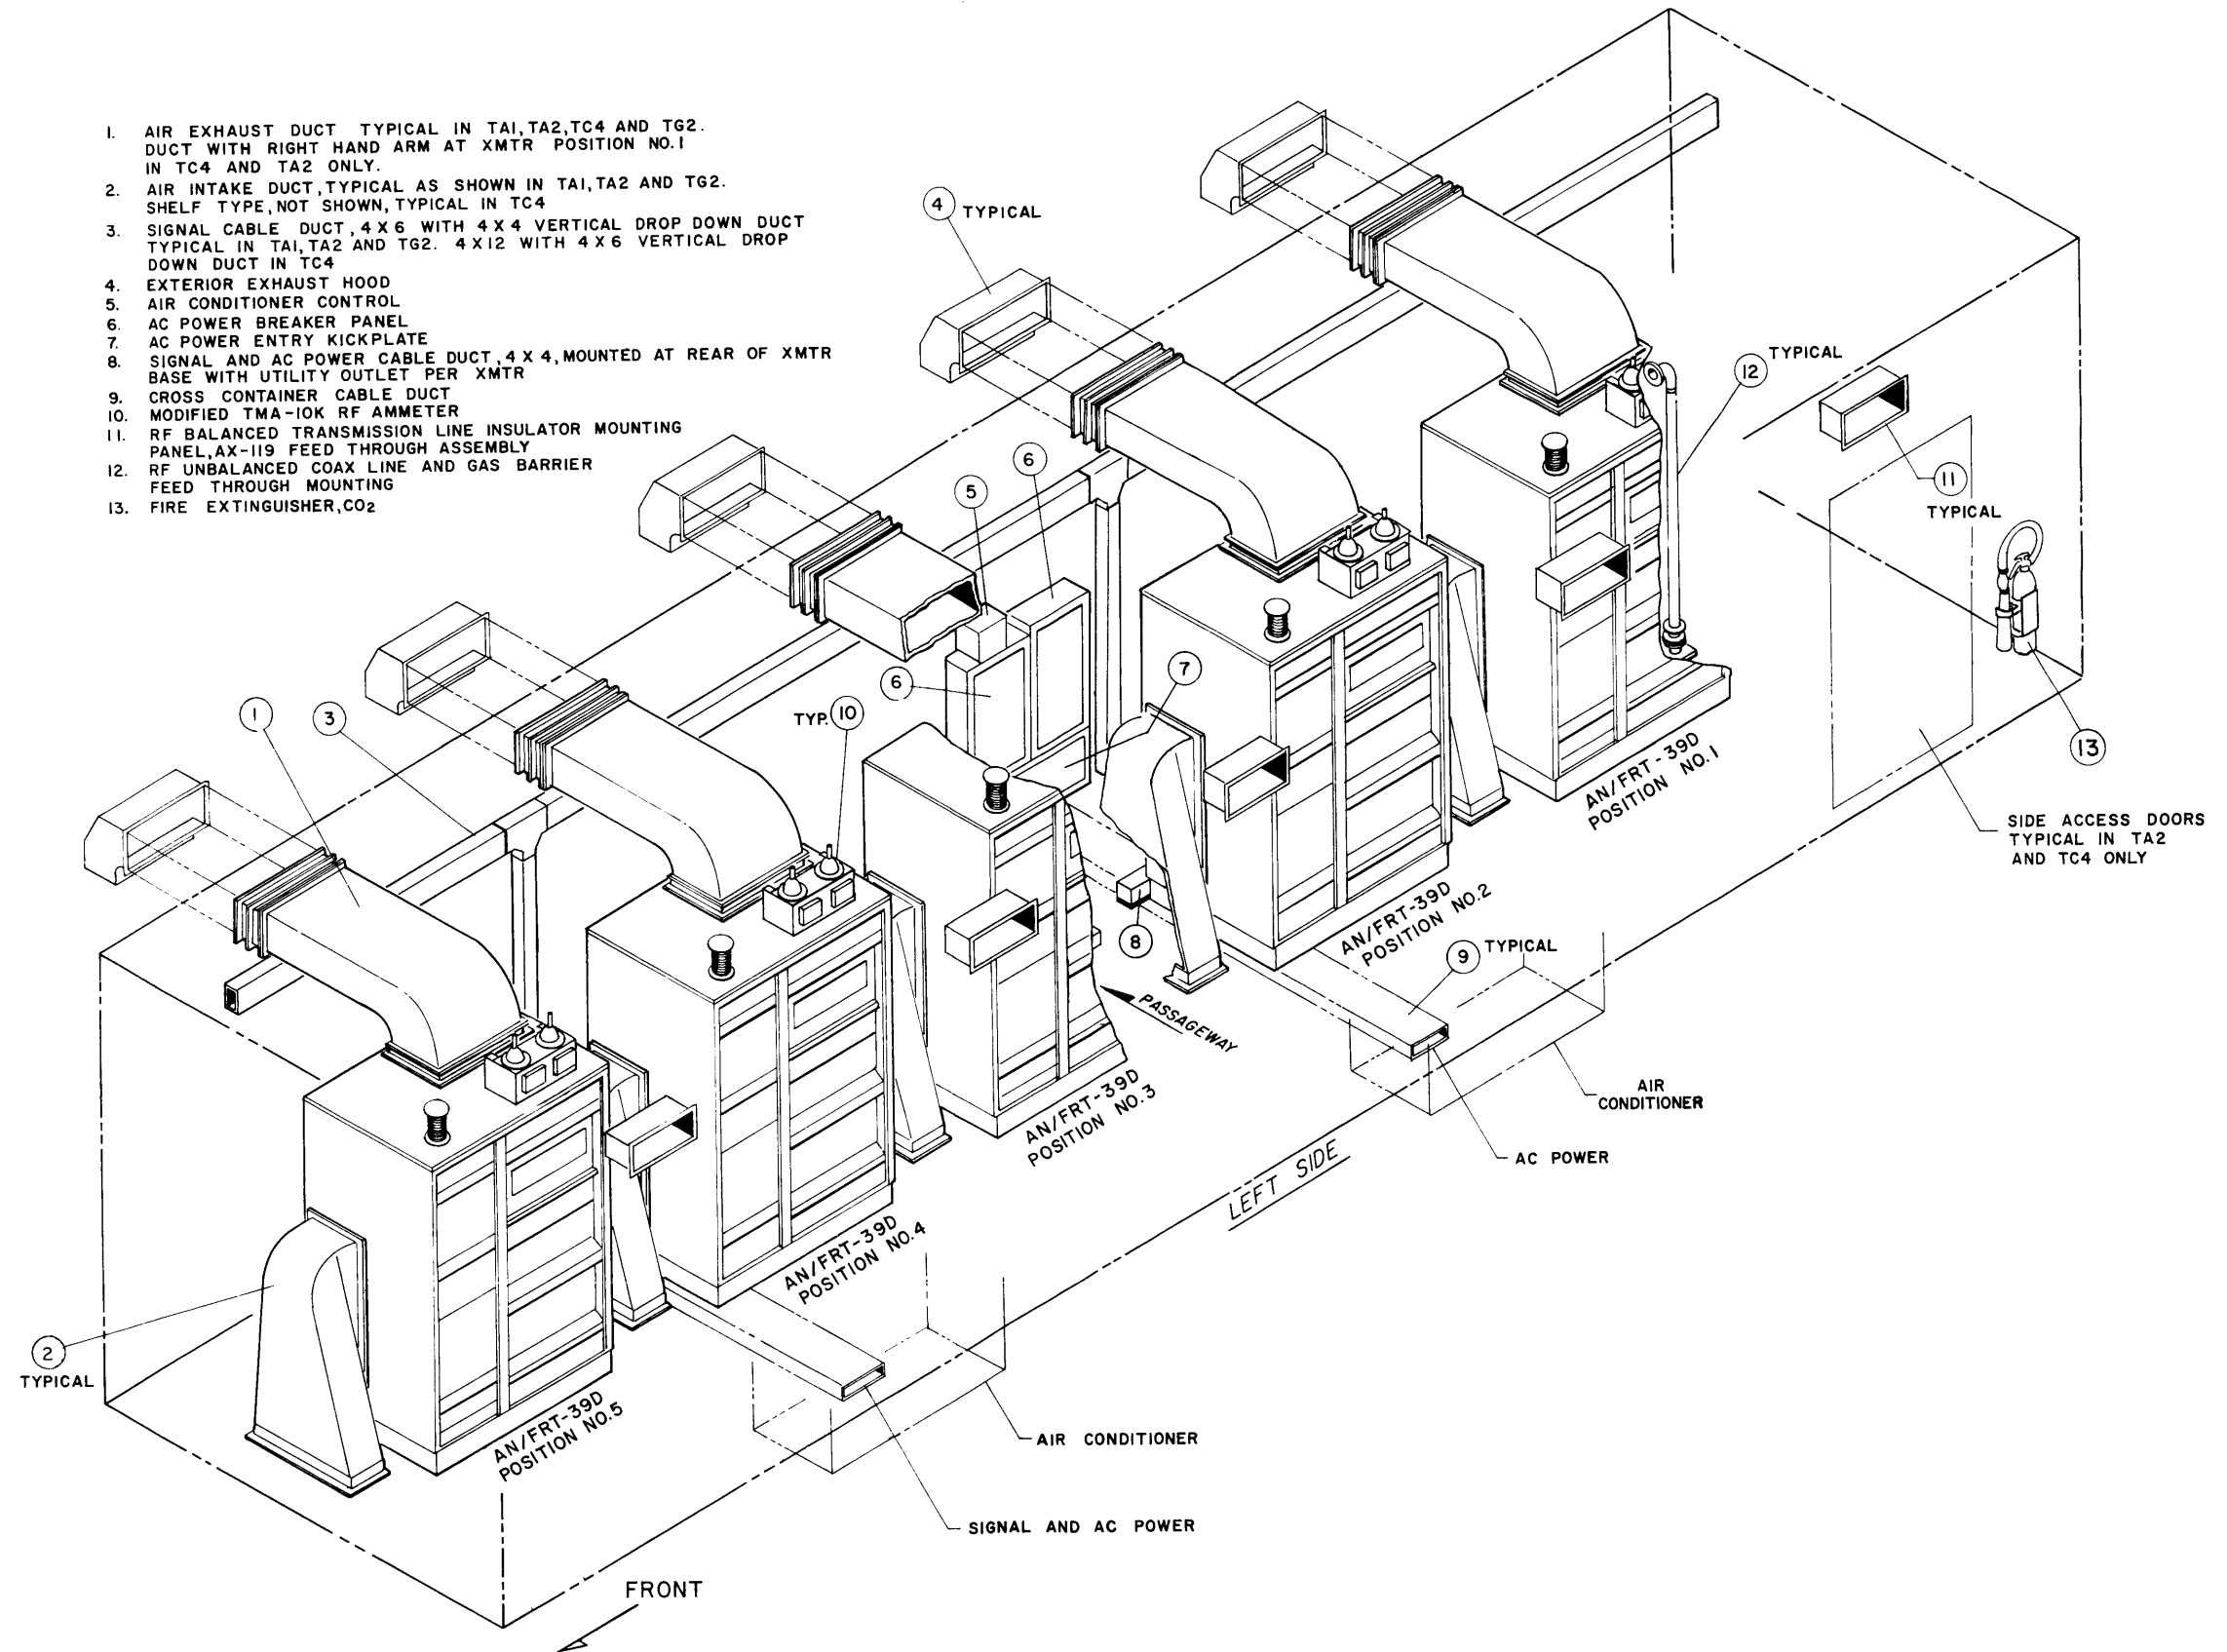 1. AIR EXHAUST DUCT TYPICAL IN TA1, TA2, TC4 AND TG2.
DUCT WITH RIGHT HAND ARM AT XMTR POSITION NO. 1
IN TC4 AND TA2 ONLY.
2. AIR INTAKE DUCT, TYPICAL AS SHOWN IN TA1, TA2 AND TG2.
SHELF TYPE, NOT SHOWN, TYPICAL IN TC4
3. SIGNAL CABLE DUCT, 4 X 6 WITH 4 X 4 VERTICAL DROP DOWN DUCT
TYPICAL IN TA1, TA2 AND TG2. 4 X 12 WITH 4 X 6 VERTICAL DROP
DOWN DUCT IN TC4
4. EXTERIOR EXHAUST HOOD
5. AIR CONDITIONER CONTROL
6. AC POWER BREAKER PANEL
7. AC POWER ENTRY KICKPLATE
8. SIGNAL AND AC POWER CABLE DUCT, 4 X 4, MOUNTED AT REAR OF XMTR
BASE WITH UTILITY OUTLET PER XMTR
9. CROSS CONTAINER CABLE DUCT
10. MODIFIED TMA-10K RF AMMETER
11. RF BALANCED TRANSMISSION LINE INSULATOR MOUNTING
PANEL, AX-119 FEED THROUGH ASSEMBLY
12. RF UNBALANCED COAX LINE AND GAS BARRIER
FEED THROUGH MOUNTING
13. FIRE EXTINGUISHER, CO2
4 TYPICAL
12 TYPICAL
11
TYPICAL
6
5
6
7
TYP. 10
1
3
13
AN/FRT-39D
POSITION NO. 1
SIDE ACCESS DOORS
TYPICAL IN TA2
AND TC4 ONLY
AN/FRT-39D
POSITION NO. 2
8
9 TYPICAL
PASSAGEWAY
AIR
CONDITIONER
AN/FRT-39D
POSITION NO. 3
AC POWER
LEFT SIDE
AN/FRT-39D
POSITION NO. 4
2
TYPICAL
AN/FRT-39D
POSITION NO. 5
AIR CONDITIONER
SIGNAL AND AC POWER
FRONT